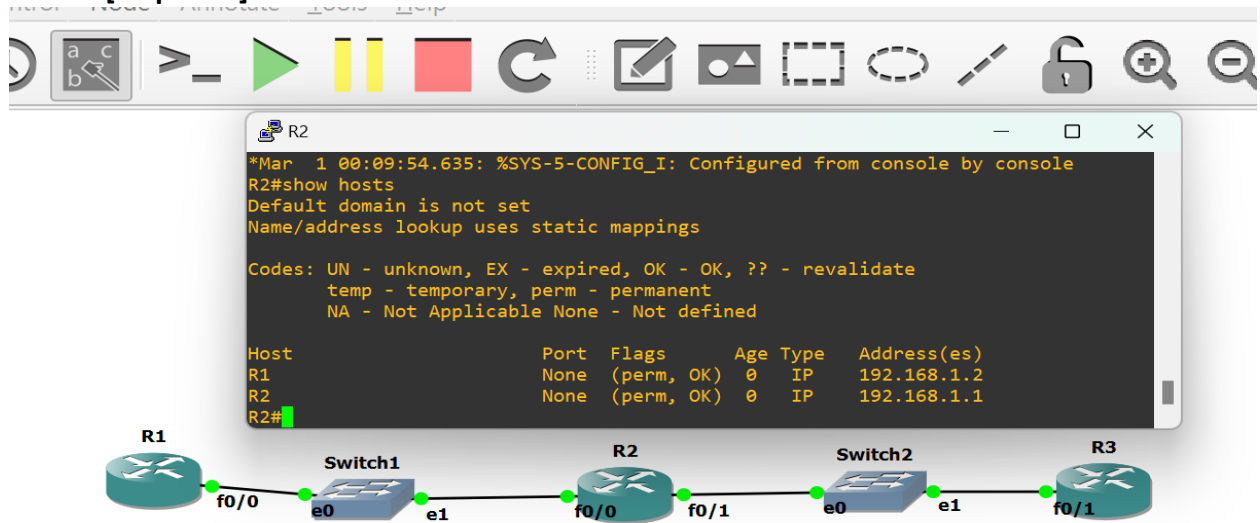 Node Annotate Tools Help
a c
b
R2
*Mar  1 00:09:54.635: %SYS-5-CONFIG_I: Configured from console by console
R2#show hosts
Default domain is not set
Name/address lookup uses static mappings
Codes: UN - unknown, EX - expired, OK - OK, ?? - revalidate
       temp - temporary, perm - permanent
       NA - Not Applicable None - Not defined
Host                      Port  Flags      Age Type   Address(es)
R1                        None  (perm, OK)  0   IP    192.168.1.2
R2                        None  (perm, OK)  0   IP    192.168.1.1
R2#
R1 Switch1 R2 Switch2 R3
f0/0 e0 e1 f0/0 f0/1 e0 e1 f0/1